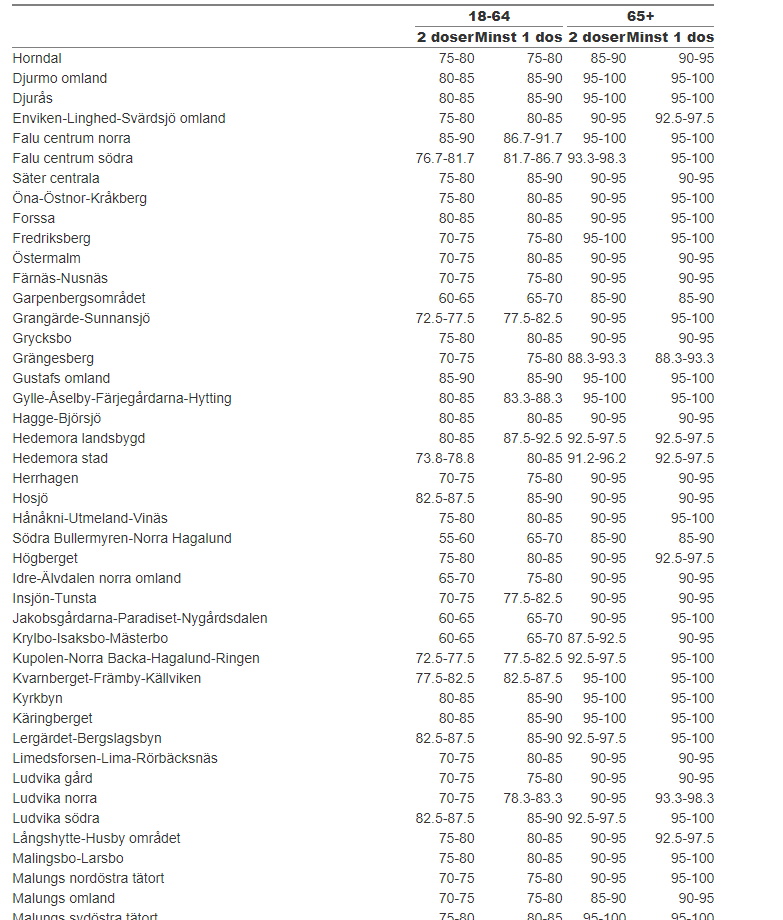 18-64 65+
2 doser Minst 1 dos 2 doser Minst 1 dos
Horndal 75-80 75-80 85-90 90-95
Djurmo omland 80-85 85-90 95-100 95-100
Djurås 80-85 85-90 95-100 95-100
Enviken-Linghed-Svärdsjö omland 75-80 80-85 90-95 92.5-97.5
Falu centrum norra 85-90 86.7-91.7 95-100 95-100
Falu centrum södra 76.7-81.7 81.7-86.7 93.3-98.3 95-100
Säter centrala 75-80 85-90 90-95 90-95
Öna-Östnor-Kråkberg 75-80 80-85 90-95 95-100
Forssa 80-85 80-85 90-95 95-100
Fredriksberg 70-75 75-80 95-100 95-100
Östermalm 70-75 80-85 90-95 90-95
Färnäs-Nusnäs 70-75 75-80 90-95 90-95
Garpenbergsområdet 60-65 65-70 85-90 85-90
Grangärde-Sunnansjö 72.5-77.5 77.5-82.5 90-95 95-100
Grycksbo 75-80 80-85 90-95 90-95
Grängesberg 70-75 75-80 88.3-93.3 88.3-93.3
Gustafs omland 85-90 85-90 95-100 95-100
Gylle-Åselby-Färjegårdarna-Hytting 80-85 83.3-88.3 95-100 95-100
Hagge-Björsjö 80-85 80-85 90-95 90-95
Hedemora landsbygd 80-85 87.5-92.5 92.5-97.5 92.5-97.5
Hedemora stad 73.8-78.8 80-85 91.2-96.2 92.5-97.5
Herrhagen 70-75 75-80 90-95 90-95
Hosjö 82.5-87.5 85-90 90-95 90-95
Hånåkni-Utmeland-Vinäs 75-80 80-85 90-95 95-100
Södra Bullermyren-Norra Hagalund 55-60 65-70 85-90 85-90
Högberget 75-80 80-85 90-95 92.5-97.5
Idre-Älvdalen norra omland 65-70 75-80 90-95 90-95
Insjön-Tunsta 70-75 77.5-82.5 90-95 90-95
Jakobsgårdarna-Paradiset-Nygårdsdalen 60-65 65-70 90-95 95-100
Krylbo-Isaksbo-Mästerbo 60-65 65-70 87.5-92.5 90-95
Kupolen-Norra Backa-Hagalund-Ringen 72.5-77.5 77.5-82.5 92.5-97.5 95-100
Kvarnberget-Främby-Källviken 77.5-82.5 82.5-87.5 95-100 95-100
Kyrkbyn 80-85 85-90 95-100 95-100
Käringberget 80-85 85-90 95-100 95-100
Lergärdet-Bergslagsbyn 82.5-87.5 85-90 92.5-97.5 95-100
Limedsforsen-Lima-Rörbäcksnäs 70-75 80-85 90-95 90-95
Ludvika gård 70-75 75-80 90-95 90-95
Ludvika norra 70-75 78.3-83.3 90-95 93.3-98.3
Ludvika södra 82.5-87.5 85-90 92.5-97.5 95-100
Långshytte-Husby området 75-80 80-85 90-95 92.5-97.5
Malingsbo-Larsbo 75-80 80-85 90-95 95-100
Malungs nordöstra tätort 70-75 75-80 90-95 95-100
Malungs omland 70-75 75-80 85-90 90-95
Malungs sydöstra tätort 75-80 80-85 95-100 95-100